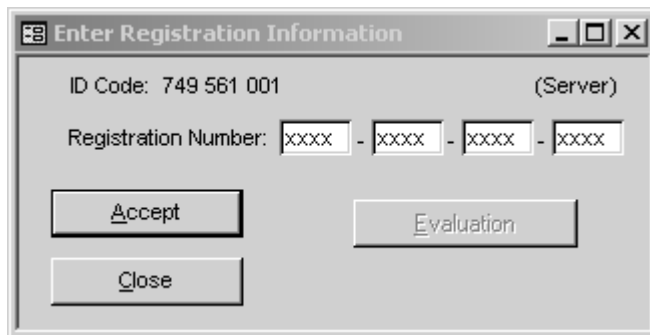 Enter Registration Information
ID Code: 749 561 001 (Server)
Registration Number: xxxx - xxxx - xxxx - xxxx
Accept
Evaluation
Close